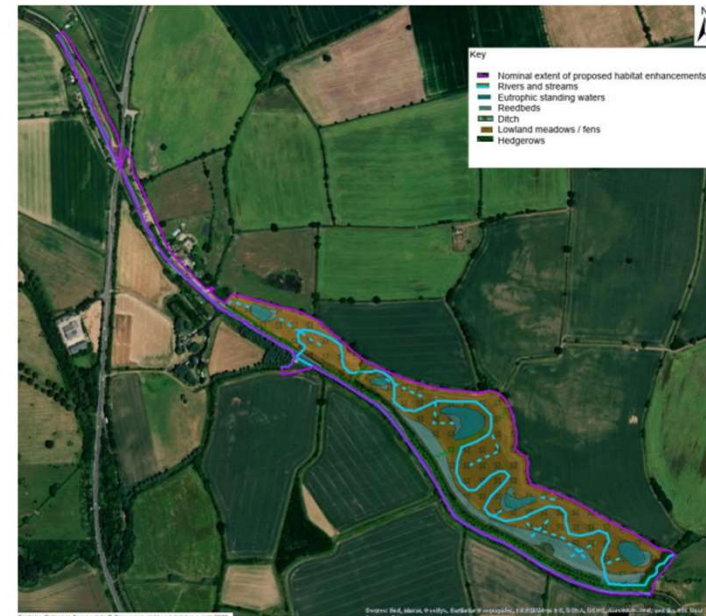 N
Key
Nominal extent of proposed habitat enhancements
Rivers and streams
Eutrophic standing waters
Reedbeds
Ditch
Lowland meadows / fens
Hedgerows